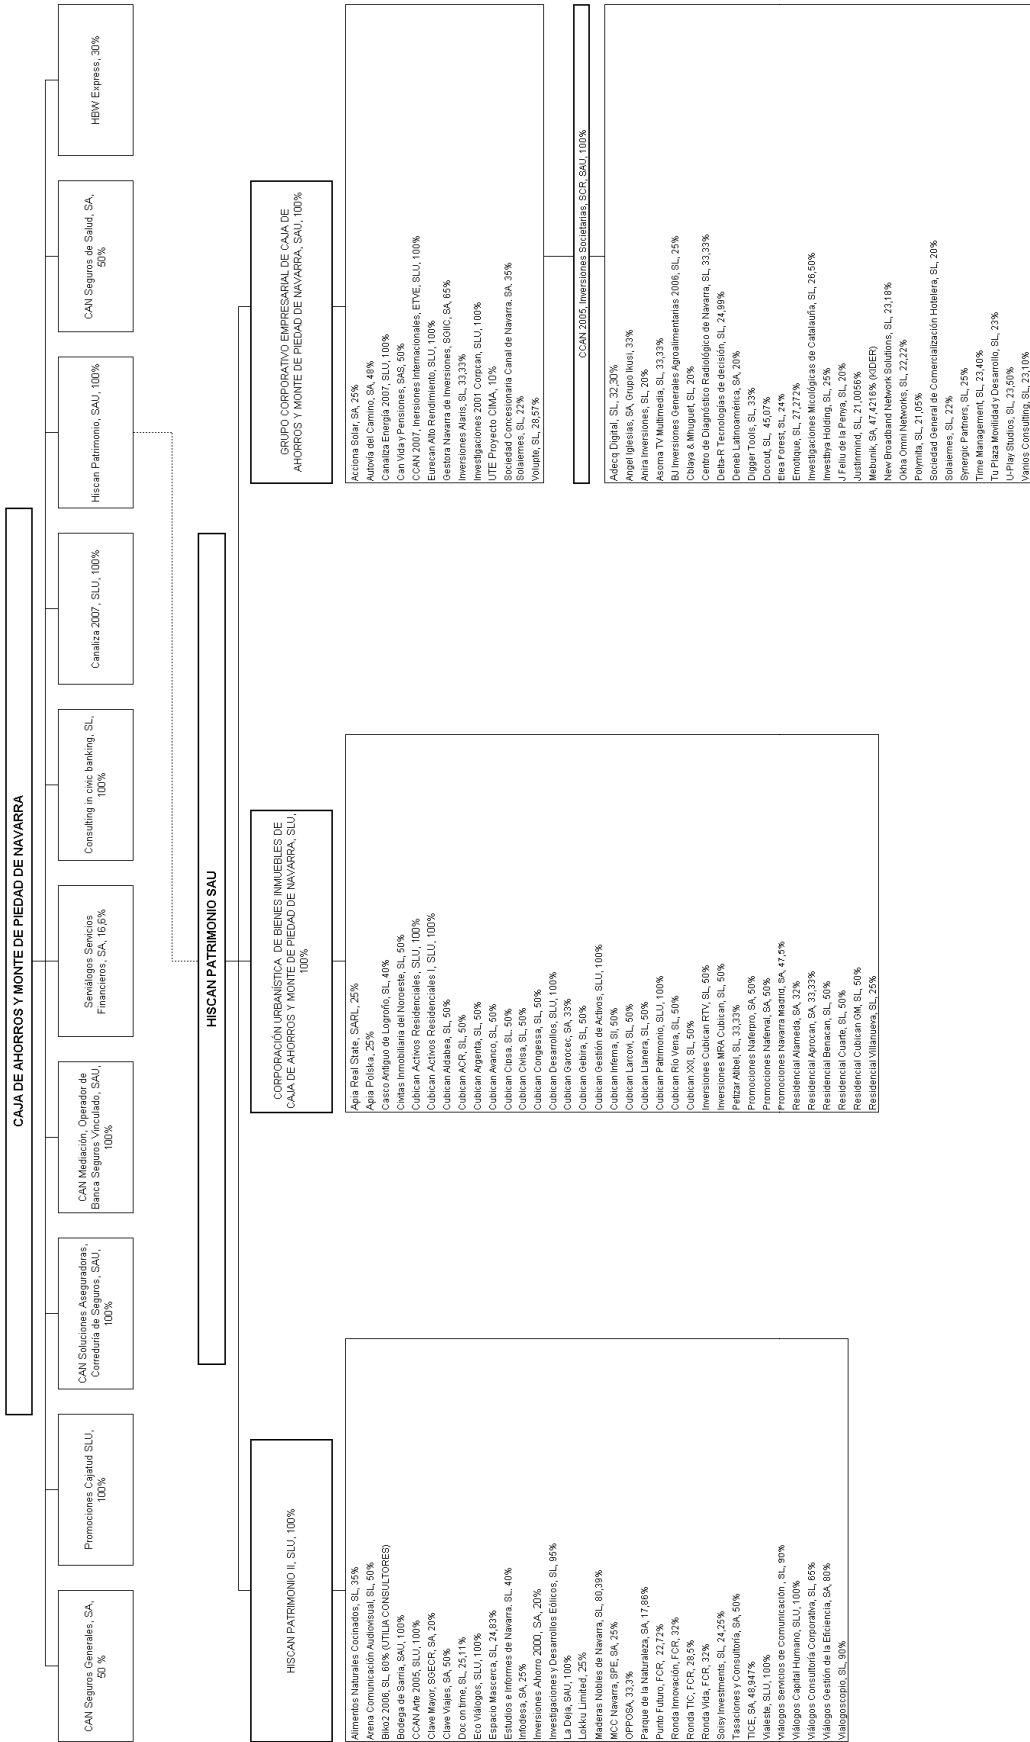 CAJA DE AHORROS Y MONTE DE PIEDAD DE NAVARRA
CAN Seguros Generales, SA,
50 %
Promociones Cajatud SLU,
100%
CAN Soluciones Aseguradoras,
Correduría de Seguros, SAU,
100%
CAN Mediación, Operador de
Banca Seguros Vinculado, SAU,
100%
Serviálogos Servicios
Financieros, SA, 16,6%
Consulting in civic banking, SL,
100%
Canaliza 2007, SLU, 100%
Hiscan Patrimonio, SAU, 100%
CAN Seguros de Salud, SA,
50%
HBW Express, 30%
HISCAN PATRIMONIO SAU
HISCAN PATRIMONIO II, SLU, 100%
Alimentos Naturales Cocinados, SL, 35%
Arena Comunicación Audiovisual, SL, 50%
Biko2 2006, SL, 60% (UTILIA CONSULTORES)
Bodega de Sarria, SAU, 100%
CCAN Arte 2005, SLU, 100%
Clave Mayor, SGECR, SA, 20%
Clave Viajes, SA, 50%
Doc on time, SL, 25,11%
Eco Viálogos, SLU, 100%
Espacio Mascerca, SL, 24,83%
Estudios e Informes de Navarra, SL, 40%
Infodesa, SA, 25%
Inversiones Ahorro 2000, SA, 20%
Investigaciones y Desarrollos Eólicos, SL, 95%
La Deja, SAU, 100%
Lokku Limited, 25%
Maderas Nobles de Navarra, SL, 80,39%
MCC Navarra, SPE, SA, 25%
OPPOSA, 33,3%
Parque de la Naturaleza, SA, 17,86%
Punto Futuro, FCR, 22,72%
Ronda Innovación, FCR, 32%
Ronda TIC, FCR, 28,5%
Ronda Vida, FCR, 32%
Soisy Investments, SL, 24,25%
Tasaciones y Consultoría, SA, 50%
TICE, SA, 48,947%
Vialeste, SLU, 100%
Viálogos Servicios de Comunicación , SL, 90%
Viálogos Capital Humano, SLU, 100%
Viálogos Consultoría Corporativa, SL, 65%
Viálogos Gestión de la Eficiencia, SA, 80%
Vialogoscopio, SL, 90%
CORPORACIÓN URBANÍSTICA DE BIENES INMUEBLES DE
CAJA DE AHORROS Y MONTE DE PIEDAD DE NAVARRA, SLU,
100%
Apia Real State, SARL, 25%
Apia Polska, 25%
Casco Antiguo de Logroño, SL, 40%
Civitas Inmobiliaria del Noroeste, SL, 50%
Cubican Activos Residenciales, SLU, 100%
Cubican Activos Residenciales I, SLU, 100%
Cubican Aldabea, SL, 50%
Cubican ACR, SL, 50%
Cubican Argenta, SL, 50%
Cubican Avanco, SL, 50%
Cubican Cipsa, SL, 50%
Cubican Civisa, SL, 50%
Cubican Congessa, SL, 50%
Cubican Desarrollos, SLU, 100%
Cubican Garocec, SA, 33%
Cubican Gebira, SL, 50%
Cubican Gestión de Activos, SLU, 100%
Cubican Inferna, Sl, 50%
Cubican Larcovi, SL, 50%
Cubican Llanera, SL, 50%
Cubican Patrimonio, SLU, 100%
Cubican Río Vena, SL, 50%
Cubican XXI, SL, 50%
Inversiones Cubican RTV, SL, 50%
Inversiones MRA Cubican, SL, 50%
Petizar Atibel, SL, 33,33%
Promociones Naferpro, SA, 50%
Promociones Naferval, SA, 50%
Promociones Navarra Madrid, SA, 47,5%
Residencial Alameda, SA, 32%
Residencial Aprocan, SA, 33,33%
Residencial Benacan, SL, 50%
Residencial Cuarte, SL, 50%
Residencial Cubican GM, SL, 50%
Residencial Villanueva, SL, 25%
GRUPO CORPORATIVO EMPRESARIAL DE CAJA DE
AHORROS Y MONTE DE PIEDAD DE NAVARRA, SAU, 100%
Acciona Solar, SA, 25%
Autovía del Camino, SA, 48%
Canaliza Energía 2007, SLU, 100%
Can Vida y Pensiones, SAS, 50%
CCAN 2007, Inversiones Internacionales, ETVE, SLU, 100%
Eurecan Alto Rendimiento, SLU, 100%
Gestora Navarra de Inversiones, SGIIC, SA, 65%
Inversiones Alaris, SL, 33,33%
Investigaciones 2001 Corpcan, SLU, 100%
UTE Proyecto CIMA, 10%
Sociedad Concesionaria Canal de Navarra, SA, 35%
Solaiemes, SL, 22%
Volupte, SL, 28,57%
CCAN 2005, Inversiones Societarias, SCR, SAU, 100%
Adecq Digital, SL, 32,30%
Angel Iglesias, SA, Grupo Ikusi, 33%
Anira Inversiones, SL, 20%
Asoma TV Multimedia, SL, 33,33%
BJ Inversiones Generales Agroalimentarias 2006, SL, 25%
Cblaya & Mhuguet, SL, 20%
Centro de Diagnóstico Radiológico de Navarra, SL, 33,33%
Delta-R Tecnologías de decisión, SL, 24,99%
Deneb Latinoamérica, SA, 20%
Digger Tools, SL, 33%
Docout, SL, 45,07%
Elea Forest, SL, 24%
Emotique, SL, 27,272%
Investigaciones Micológicas de Catalauña, SL, 26,50%
Investbya Holding, SL, 25%
J Feliu de la Penya, SL, 20%
Justinmind, SL, 21,0056%
Mebunik, SA, 47,4216% (KIDER)
New Broadband Network Solutions, SL, 23,18%
Okha Omni Networks, SL, 22,22%
Polymita, SL, 21,05%
Sociedad General de Comercialización Hotelera, SL, 20%
Solaiemes, SL, 22%
Synergic Partners, SL, 25%
Time Management, SL, 23,40%
Tu Plaza Movilidad y Desarrollo, SL, 23%
U-Play Studios, SL, 23,50%
Vanios Consulting, SL, 23,10%